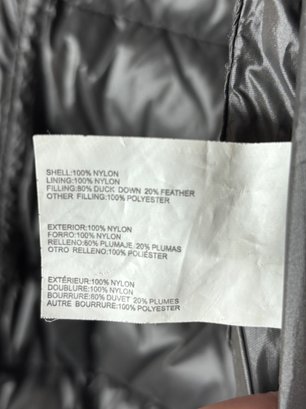 SHELL:100% NYLON
LINING:100% NYLON
FILLING:80% DUCK DOWN 20% FEATHER
OTHER FILLING:100% POLYESTER
EXTERIOR:100% NYLON
FORRO:100% NYLON
RELLENO:80% PLUMAJE 20% PLUMAS
OTRO RELLENO:100% POLIÉSTER
EXTÉRIEUR:100% NYLON
DOUBLURE:100% NYLON
BOURRURE:80% DUVET 20% PLUMES
AUTRE BOURRURE:100% POLYESTER